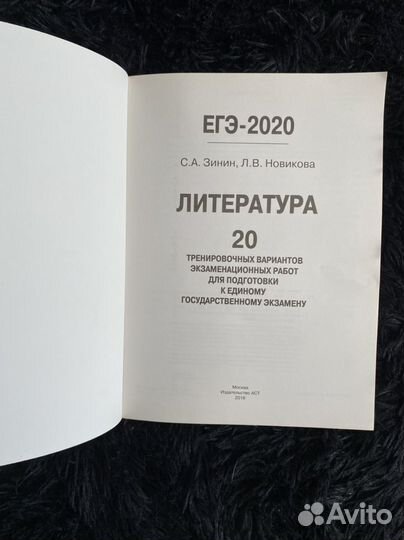 ЕГЭ-2020
С.А. Зинин, Л.В. Новикова
ЛИТЕРАТУРА
20
ТРЕНИРОВОЧНЫХ ВАРИАНТОВ
ЭКЗАМЕНАЦИОННЫХ РАБОТ
ДЛЯ ПОДГОТОВКИ
К ЕДИНОМУ
ГОСУДАРСТВЕННОМУ ЭКЗАМЕНУ
Москва
Издательство АСТ
2019
Avito